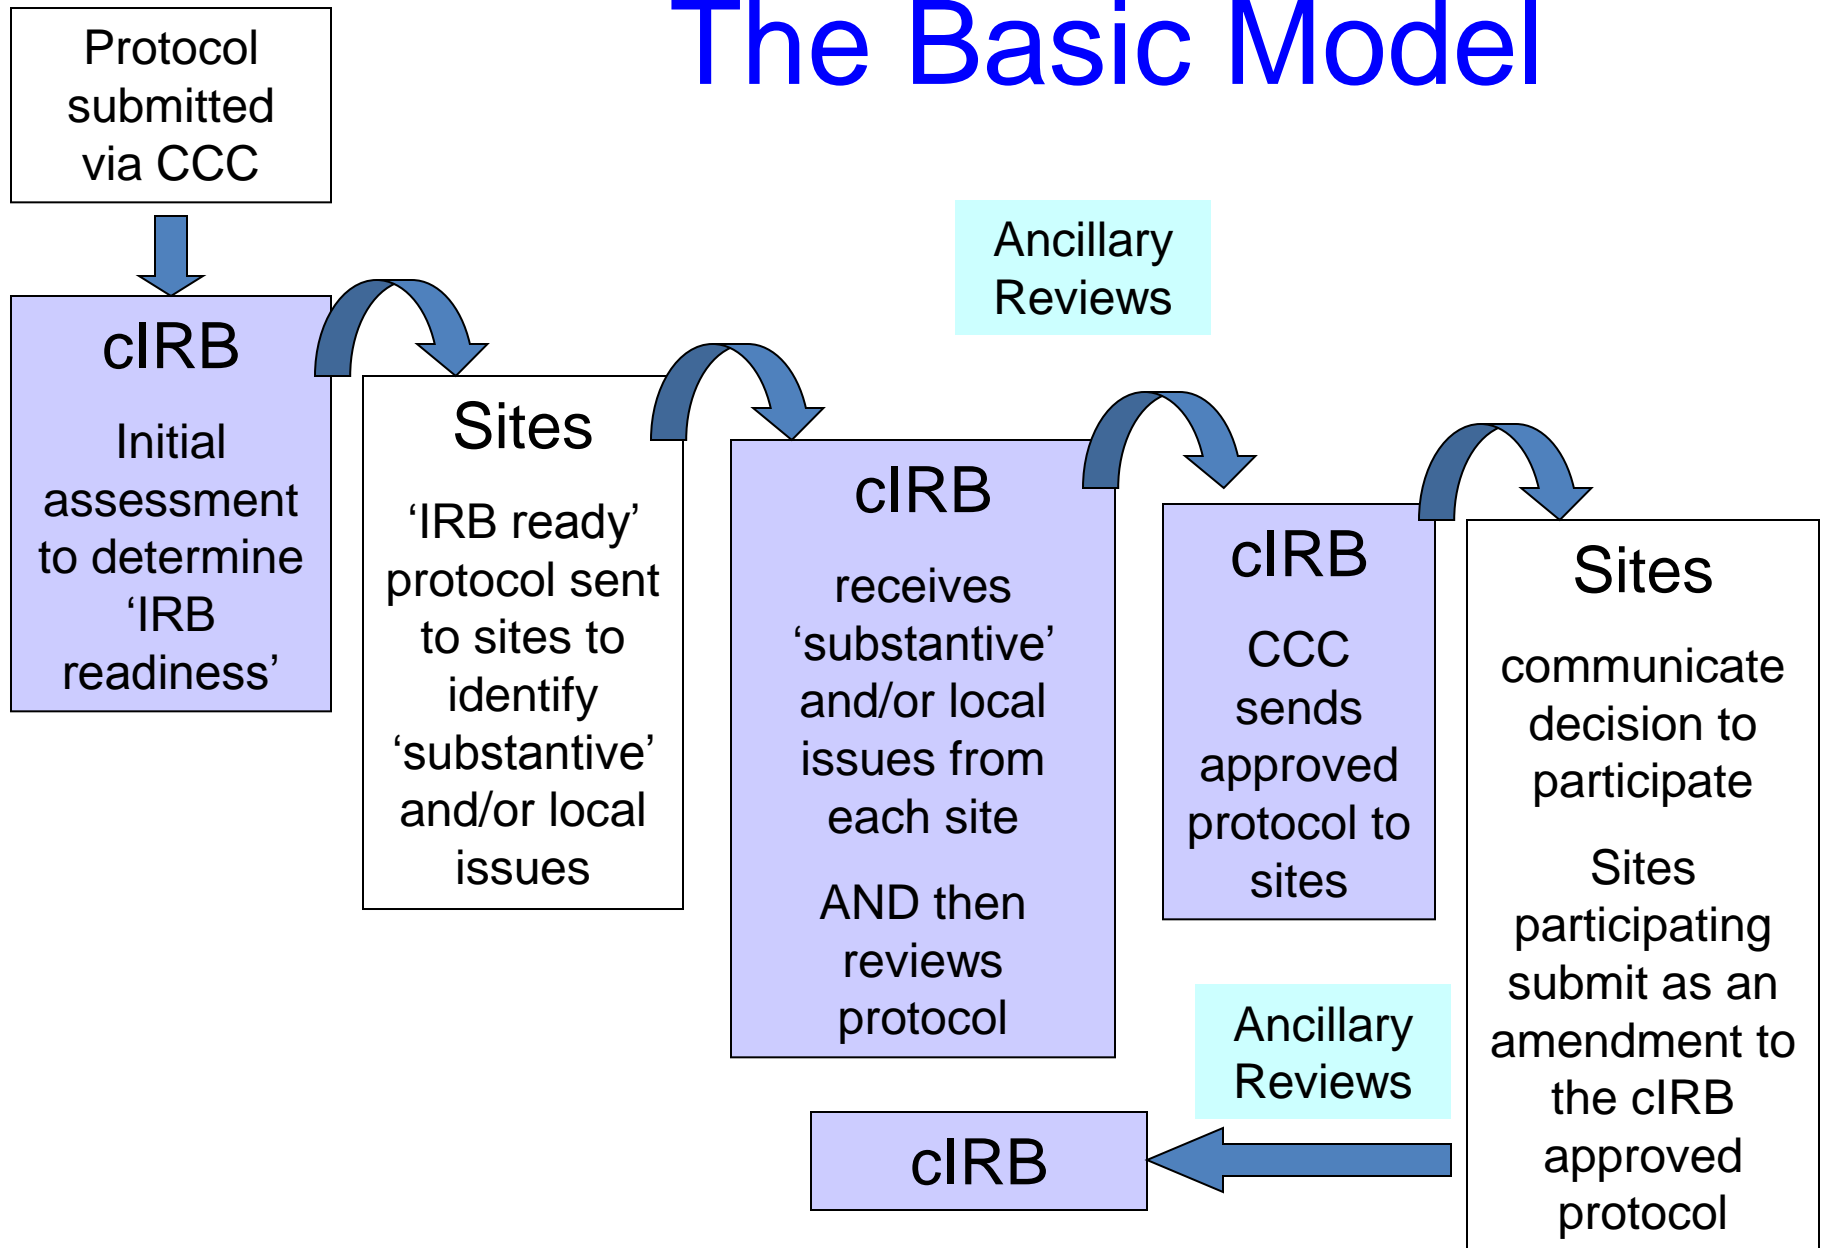 The Basic Model
Protocol
submitted
via CCC
cIRB
Initial
assessment
to determine
‘IRB
readiness’
Sites
‘IRB ready’
protocol sent
to sites to
identify
‘substantive’
and/or local
issues
Ancillary
Reviews
cIRB
receives
‘substantive’
and/or local
issues from
each site
AND then
reviews
protocol
cIRB
CCC
sends
approved
protocol to
sites
Sites
communicate
decision to
participate
Sites
participating
submit as an
amendment to
the cIRB
approved
protocol
Ancillary
Reviews
cIRB